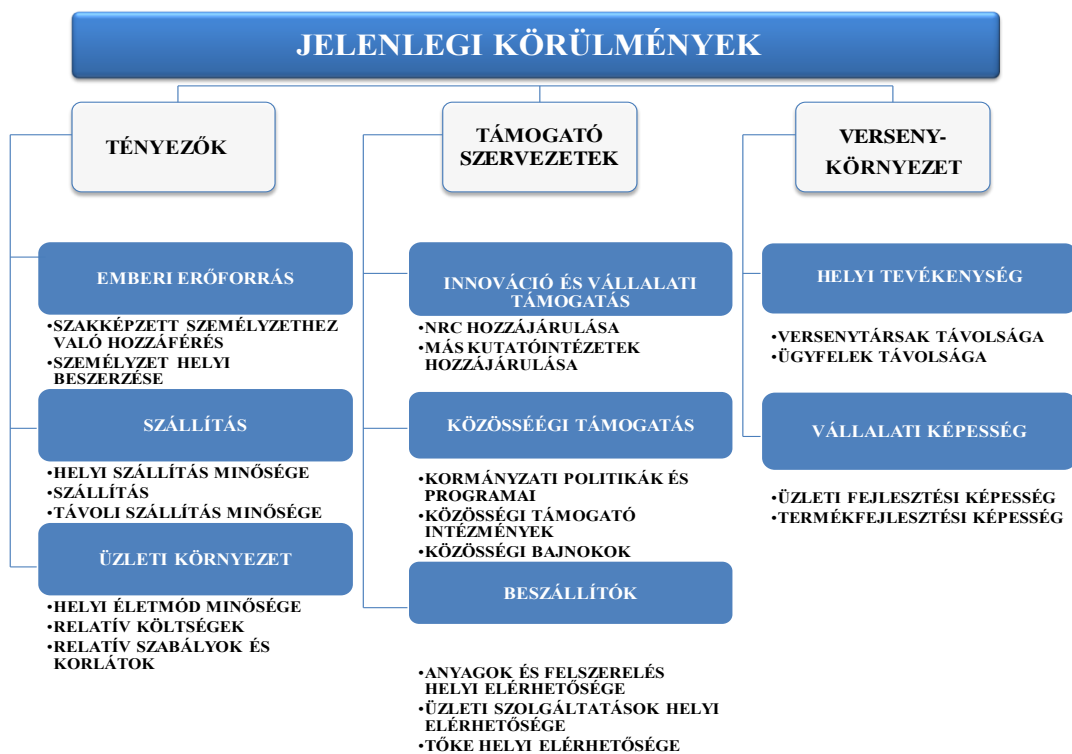 JELENLEGI KÖRÜLMÉNYEK
TÉNYEZŐK
EMBERI ERŐFORRÁS
•SZAKKÉPZETT SZEMÉLYZETHEZ
VALÓ HOZZÁFÉRÉS
•SZEMÉLYZET HELYI
BESZERZÉSE
SZÁLLÍTÁS
•HELYI SZÁLLÍTÁS MINŐSÉGE
•SZÁLLÍTÁS
•TÁVOLI SZÁLLÍTÁS MINŐSÉGE
ÜZLETI KÖRNYEZET
•HELYI ÉLETMÓD MINŐSÉGE
•RELATÍV KÖLTSÉGEK
•RELATÍV SZABÁLYOK ÉS
KORLÁTOK
TÁMOGATÓ
SZERVEZETEK
INNOVÁCIÓ ÉS VÁLLALATI
TÁMOGATÁS
•NRC HOZZÁJÁRULÁSA
•MÁS KUTATÓINTÉZETEK
HOZZÁJÁRULÁSA
KÖZÖSSÉÉGI TÁMOGATÁS
•KORMÁNYZATI POLITIKÁK ÉS
PROGRAMAI
•KÖZÖSSÉGI TÁMOGATÓ
INTÉZMÉNYEK
•KÖZÖSSÉGI BAJNOKOK
BESZÁLLÍTÓK
•ANYAGOK ÉS FELSZERELÉS
HELYI ELÉRHETŐSÉGE
•ÜZLETI SZOLGÁLTATÁSOK HELYI
ELÉRHETŐSÉGE
•TŐKE HELYI ELÉRHETŐSÉGE
VERSENY-
KÖRNYEZET
HELYI TEVÉKENYSÉG
•VERSENYTÁRSAK TÁVOLSÁGA
•ÜGYFELEK TÁVOLSÁGA
VÁLLALATI KÉPESSÉG
•ÜZLETI FEJLESZTÉSI KÉPESSÉG
•TERMÉKFEJLESZTÉSI KÉPESSÉG